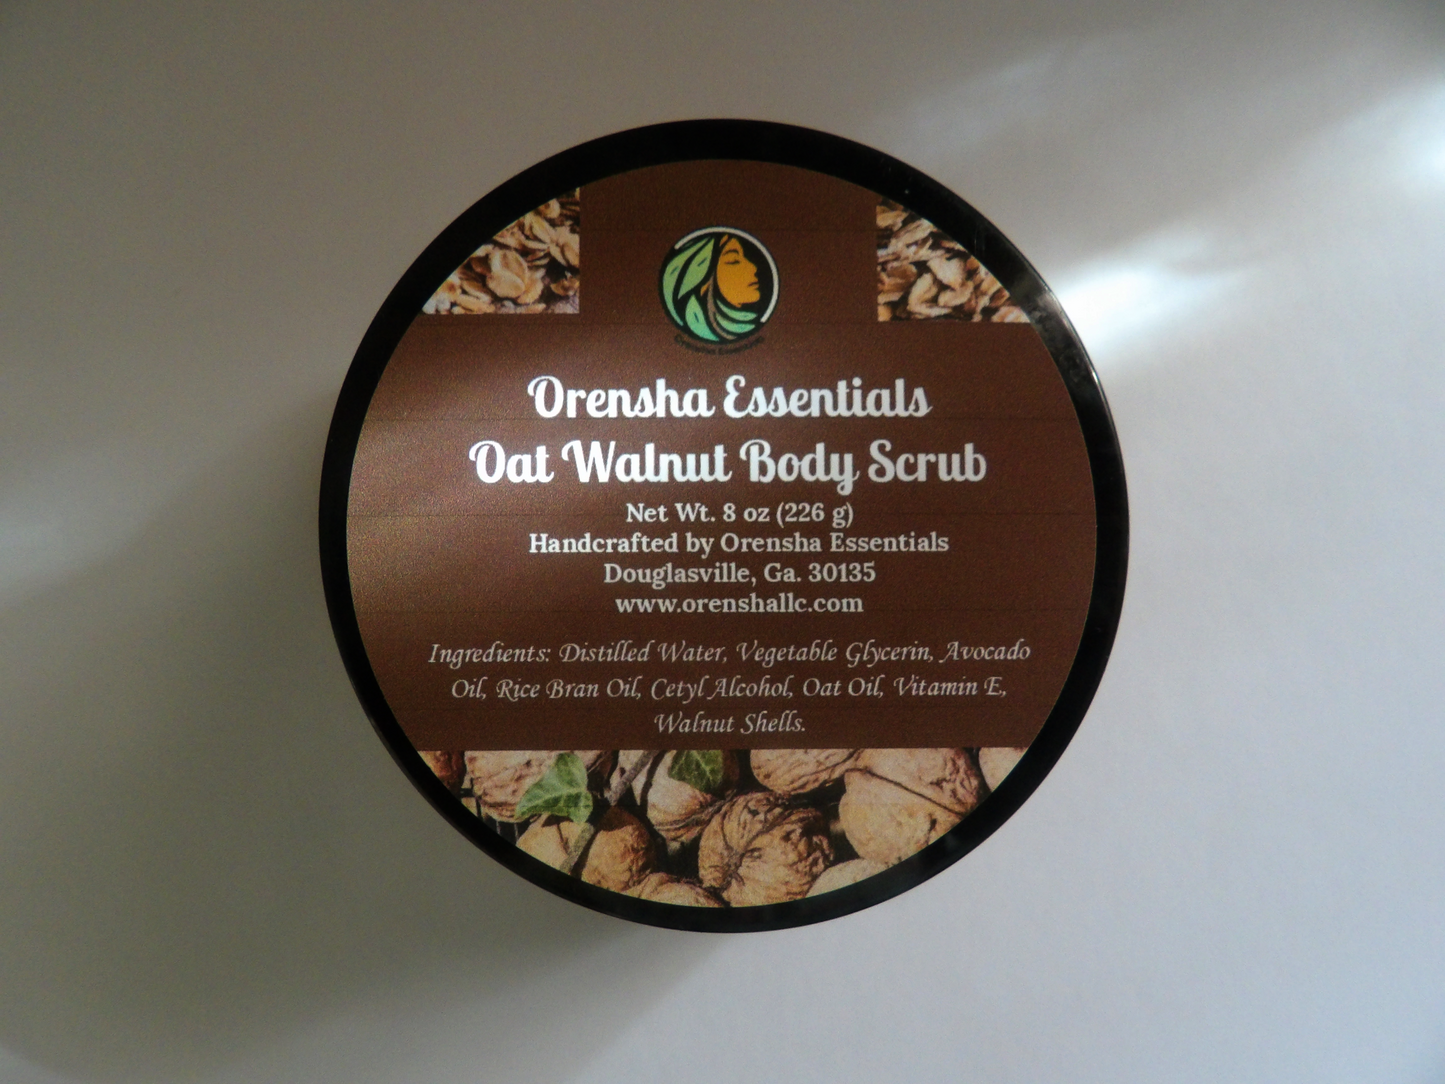 Orensha Essentials
Orensha Essentials
Oat Walnut Body Scrub
Net Wt. 8 oz (226 g)
Handcrafted by Orensha Essentials
Douglasville, Ga. 30135
www.orenshallc.com
Ingredients: Distilled Water, Vegetable Glycerin, Avocado
Oil, Rice Bran Oil, Cetyl Alcohol, Oat Oil, Vitamin E,
Walnut Shells.